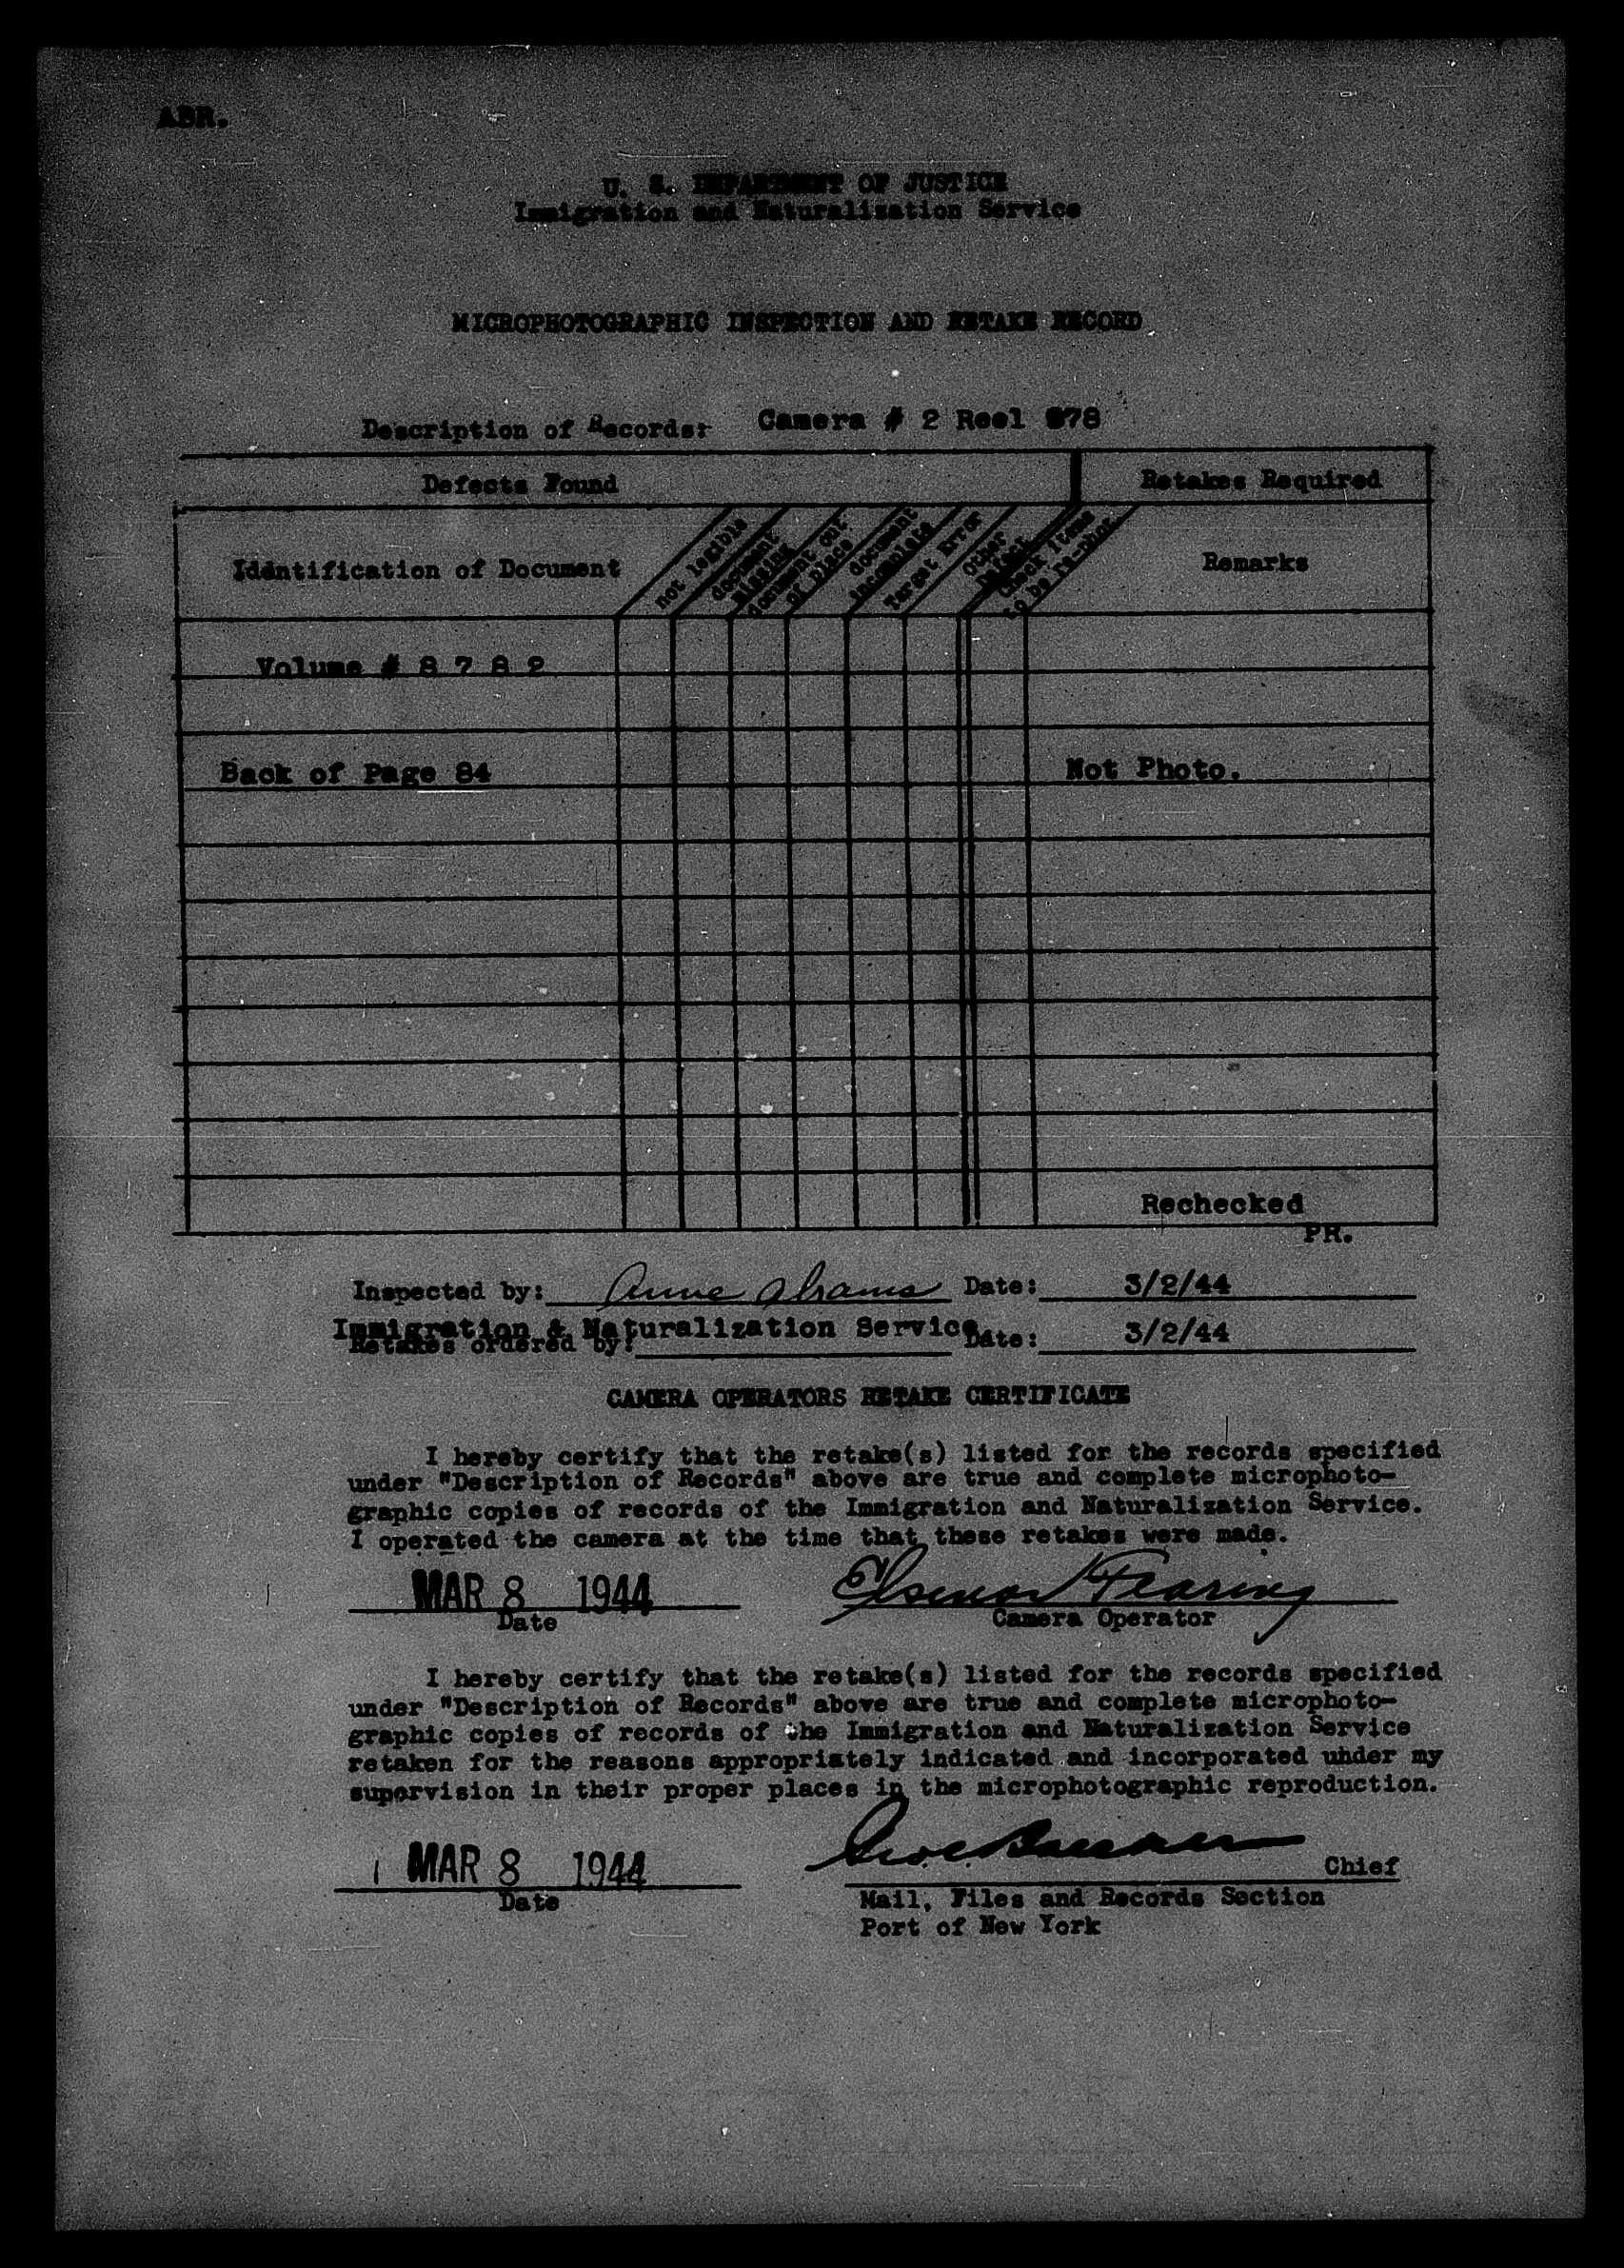 ABR.
U. S. DEPARTMENT OF JUSTICE
Immigration and Naturalization Service
MICROPHOTOGRAPHIC INSPECTION AND RETAKE RECORD
Description of Records: Camera # 2 Reel 878
Defects Found
Retakes Required
Identification of Document
not legible
document
missing
document out
of place
document
incomplete
Target Error
Other
Defect
Check Items
to be re-phot.
Remarks
Volume # 8 7 8 2
Back of Page 84
Not Photo.
Rechecked
PR.
Inspected by: Anne Abrams Date: 3/2/44
Immigration & Naturalization Service
Retakes ordered by: Date: 3/2/44
CAMERA OPERATORS RETAKE CERTIFICATE
I hereby certify that the retake(s) listed for the records specified
under "Description of Records" above are true and complete microphoto-
graphic copies of records of the Immigration and Naturalization Service.
I operated the camera at the time that these retakes were made.
MAR 8 1944 Elsenor Fearing
Date
Camera Operator
I hereby certify that the retake(s) listed for the records specified
under "Description of Records" above are true and complete microphoto-
graphic copies of records of the Immigration and Naturalization Service
retaken for the reasons appropriately indicated and incorporated under my
supervision in their proper places in the microphotographic reproduction.
MAR 8 1944
Chief
Date
Mail, Files and Records Section
Port of New York